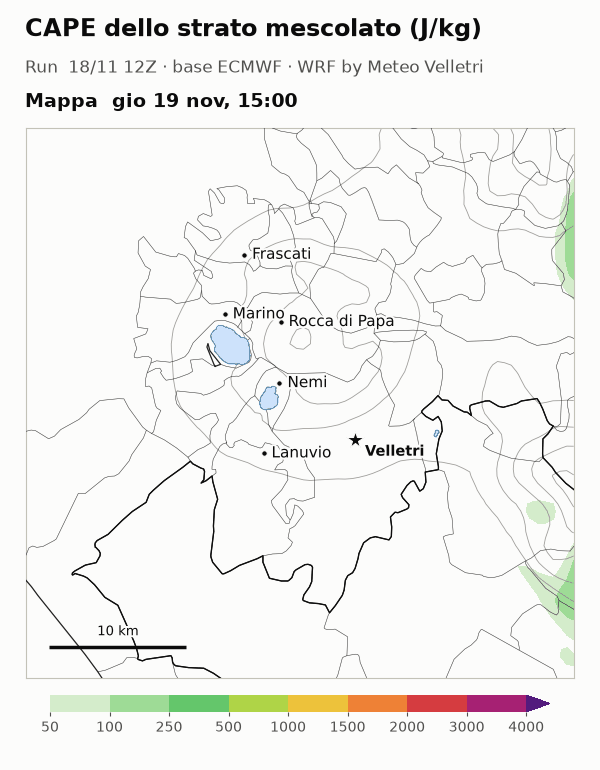 CAPE dello strato mescolato (J/kg)
Run  18/11 12Z · base ECMWF · WRF by Meteo Velletri
Mappa  gio 19 nov, 15:00
Frascati
Marino
Rocca di Papa
Nemi
Velletri
Lanuvio
10 km
50 100 250 500 1000 1500 2000 3000 4000